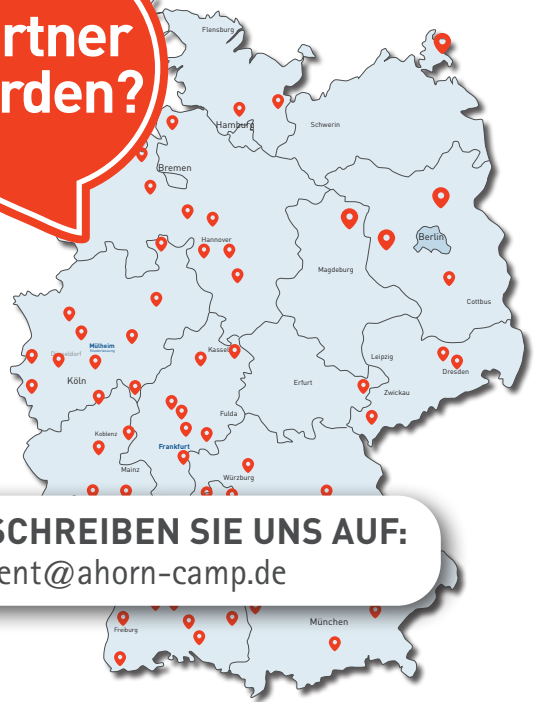 rtner
rden?
Flensburg
Hamburg
Schwerin
Bremen
Hannover
Berlin
Magdeburg
Cottbus
Mülheim
Düsseldorf
Kassel
Leipzig
Dresden
Köln
Erfurt
Zwickau
Fulda
Koblenz
Frankfurt
Mainz
Würzburg
SCHREIBEN SIE UNS AUF:
ent@ahorn-camp.de
München
Freiburg